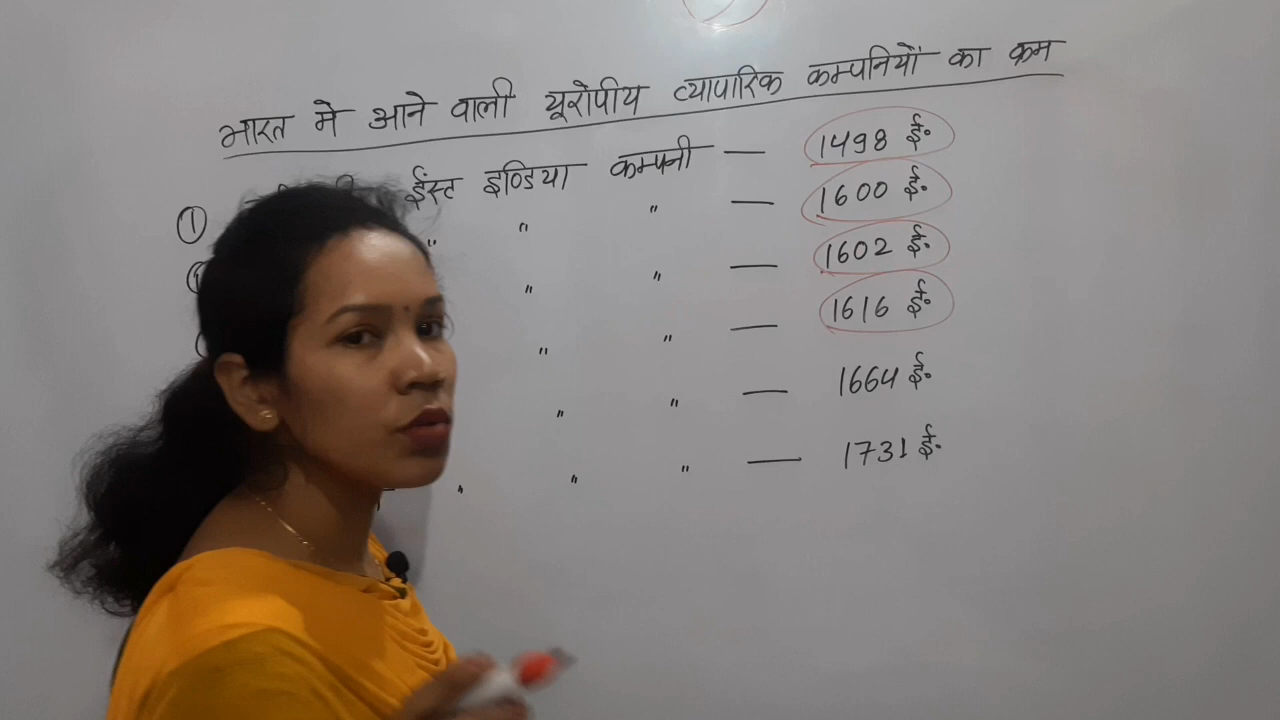 भारत मे आने वाली यूरोपीय व्यापारिक कम्पनियों का क्रम
① ईस्ट इण्डिया कम्पनी — 1498 ई॰
" " " — 1600 ई॰
" " — 1602 ई॰
" " — 1616 ई॰
" " — 1664 ई॰
" " " — 1731 ई॰